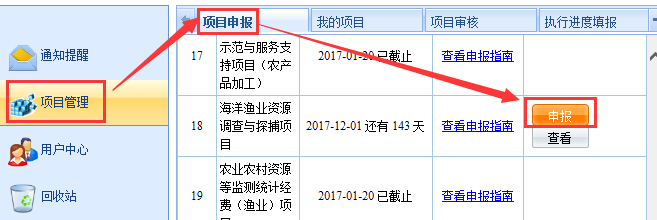 通知提醒
项目管理
用户中心
回收站
项目申报 我的项目 项目审核 执行进度填报
17 示范与服务支
持项目（农产
品加工） 2017-01-20 已截止 查看申报指南
18 海洋渔业资源
调查与探捕项
目 2017-12-01 还有 143 天 查看申报指南 申报
查看
19 农业农村资源
等监测统计经
费（渔业）项 2017-01-20 已截止 查看申报指南